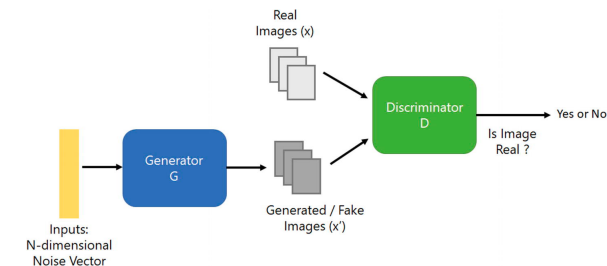 Real
Images (x)
Discriminator
D
Yes or No
Is Image
Real ?
Generator
G
Generated / Fake
Images (x')
Inputs:
N-dimensional
Noise Vector